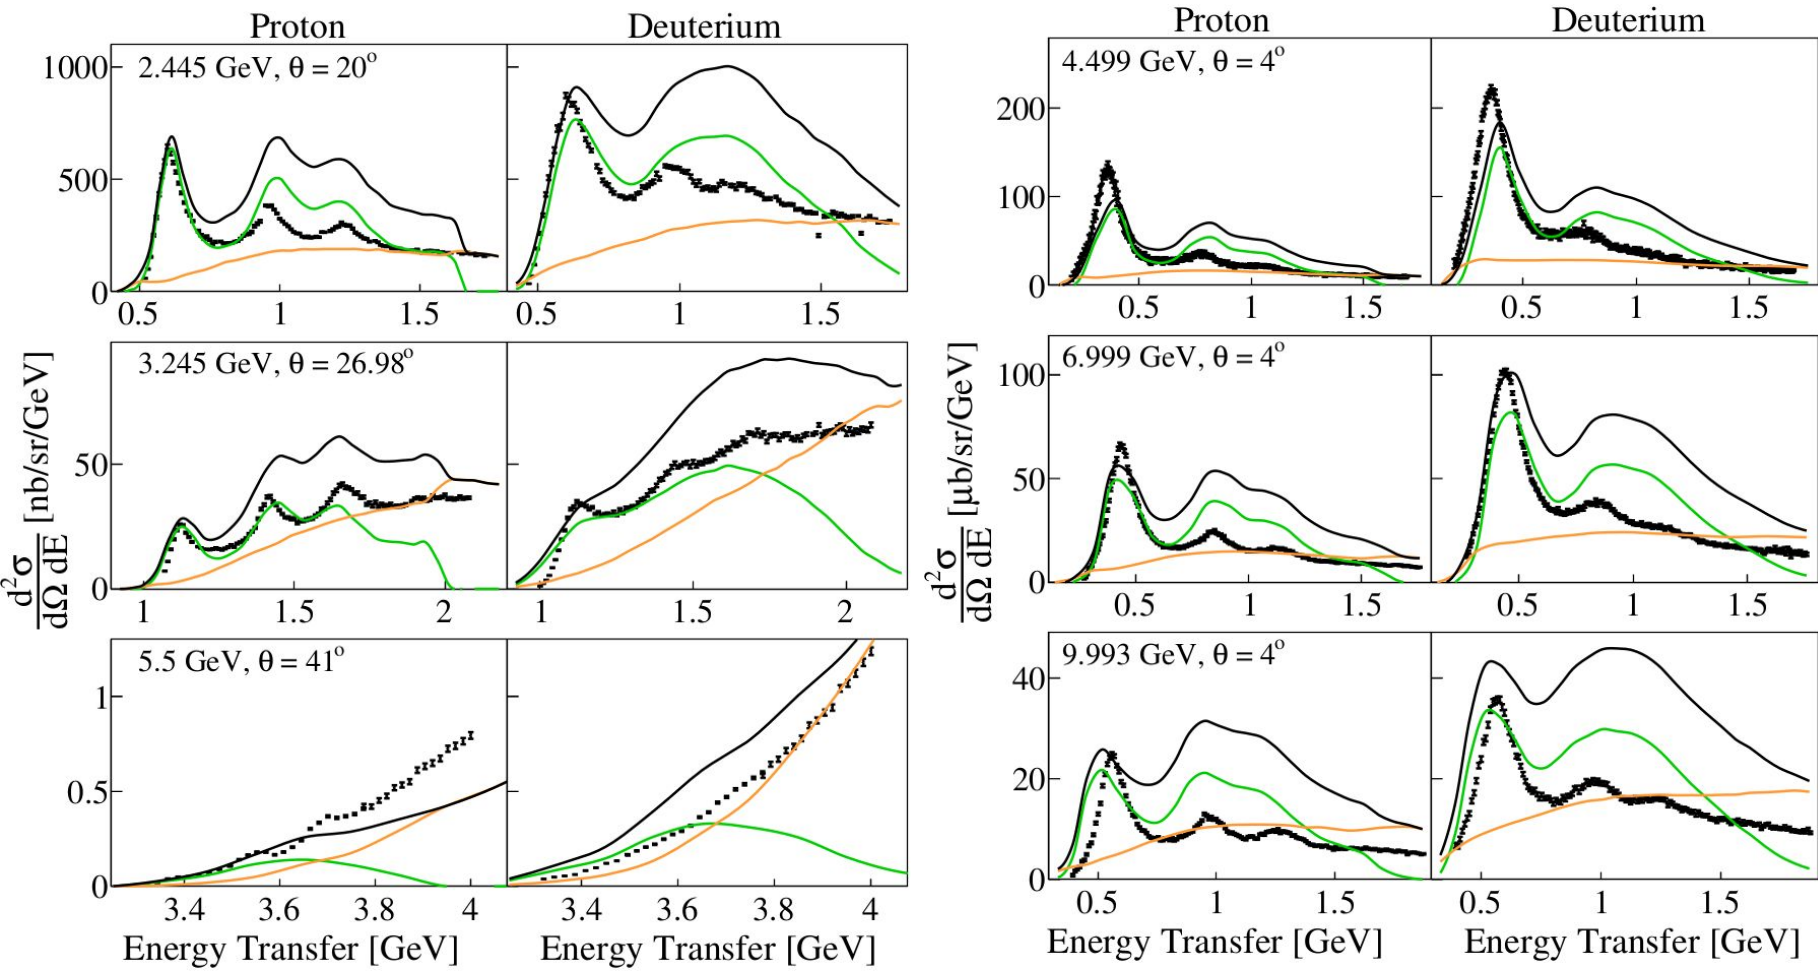 Proton Deuterium
2.445 GeV, θ = 20°
1000
500
0
0.5 1 1.5 0.5 1 1.5
3.245 GeV, θ = 26.98°
50
0
1 1.5 2 1 1.5 2
5.5 GeV, θ = 41°
1
0.5
0
3.4 3.6 3.8 4 3.4 3.6 3.8 4
Energy Transfer [GeV] Energy Transfer [GeV]
d²σ/dΩ dE [nb/sr/GeV]
Proton Deuterium
4.499 GeV, θ = 4°
200
100
0
0.5 1 1.5 0.5 1 1.5
6.999 GeV, θ = 4°
100
50
0
0.5 1 1.5 0.5 1 1.5
9.993 GeV, θ = 4°
40
20
0
0.5 1 1.5 0.5 1 1.5
Energy Transfer [GeV] Energy Transfer [GeV]
d²σ/dΩ dE [μb/sr/GeV]